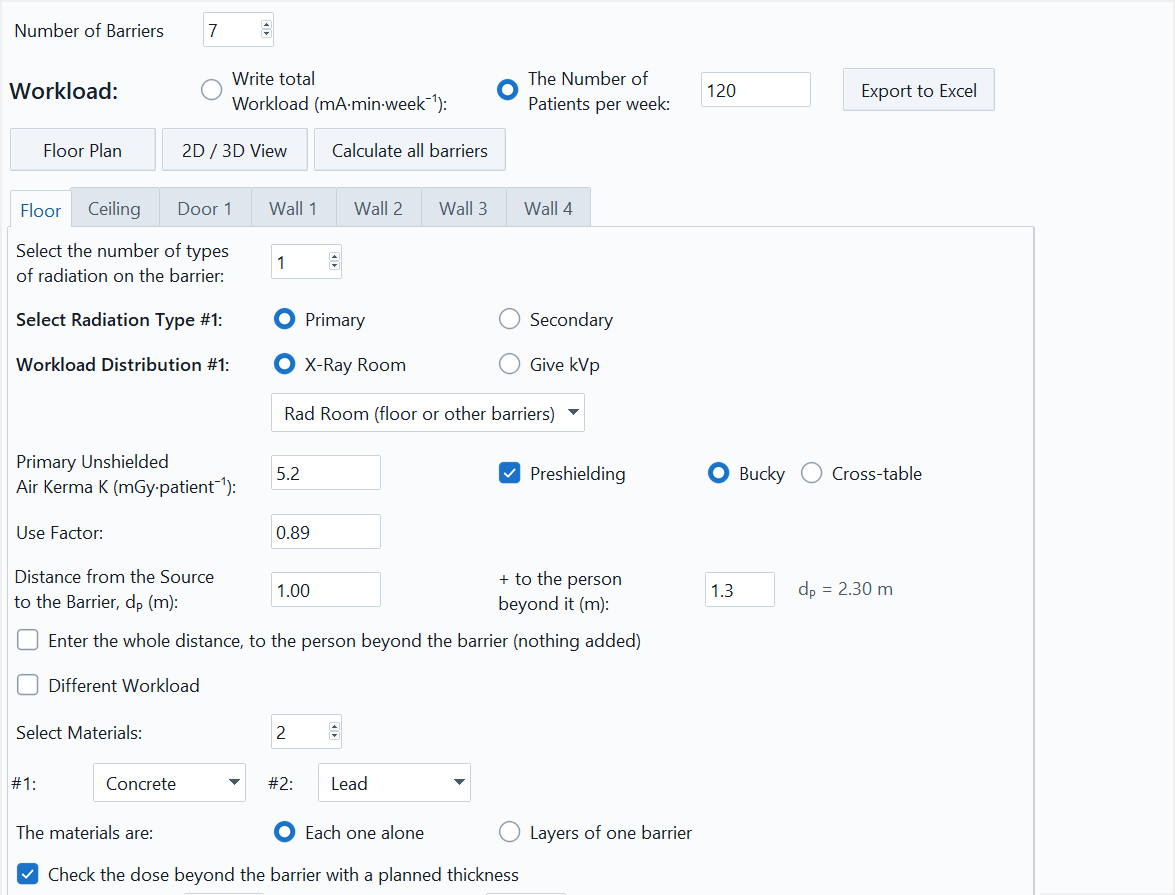 Number of Barriers 7
Workload: Write total Workload (mA·min·week⁻¹): The Number of Patients per week: 120 Export to Excel
Floor Plan 2D / 3D View Calculate all barriers
Floor Ceiling Door 1 Wall 1 Wall 2 Wall 3 Wall 4
Select the number of types
of radiation on the barrier: 1
Select Radiation Type #1: Primary Secondary
Workload Distribution #1: X-Ray Room Give kVp
Rad Room (floor or other barriers)
Primary Unshielded
Air Kerma K (mGy·patient⁻¹): 5.2 Preshielding Bucky Cross-table
Use Factor: 0.89
Distance from the Source
to the Barrier, dₚ (m): 1.00 + to the person beyond it (m): 1.3 dₚ = 2.30 m
Enter the whole distance, to the person beyond the barrier (nothing added)
Different Workload
Select Materials: 2
#1: Concrete #2: Lead
The materials are: Each one alone Layers of one barrier
Check the dose beyond the barrier with a planned thickness